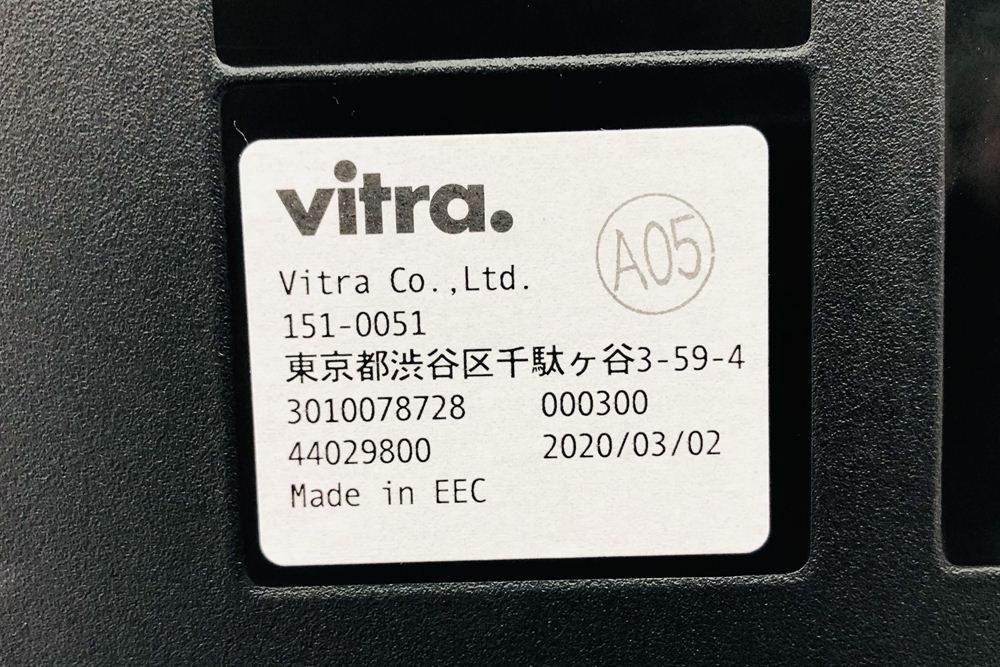 vitra.
A05
Vitra Co.,Ltd.
151-0051
東京都渋谷区千駄ヶ谷3-59-4
3010078728 000300
44029800 2020/03/02
Made in EEC